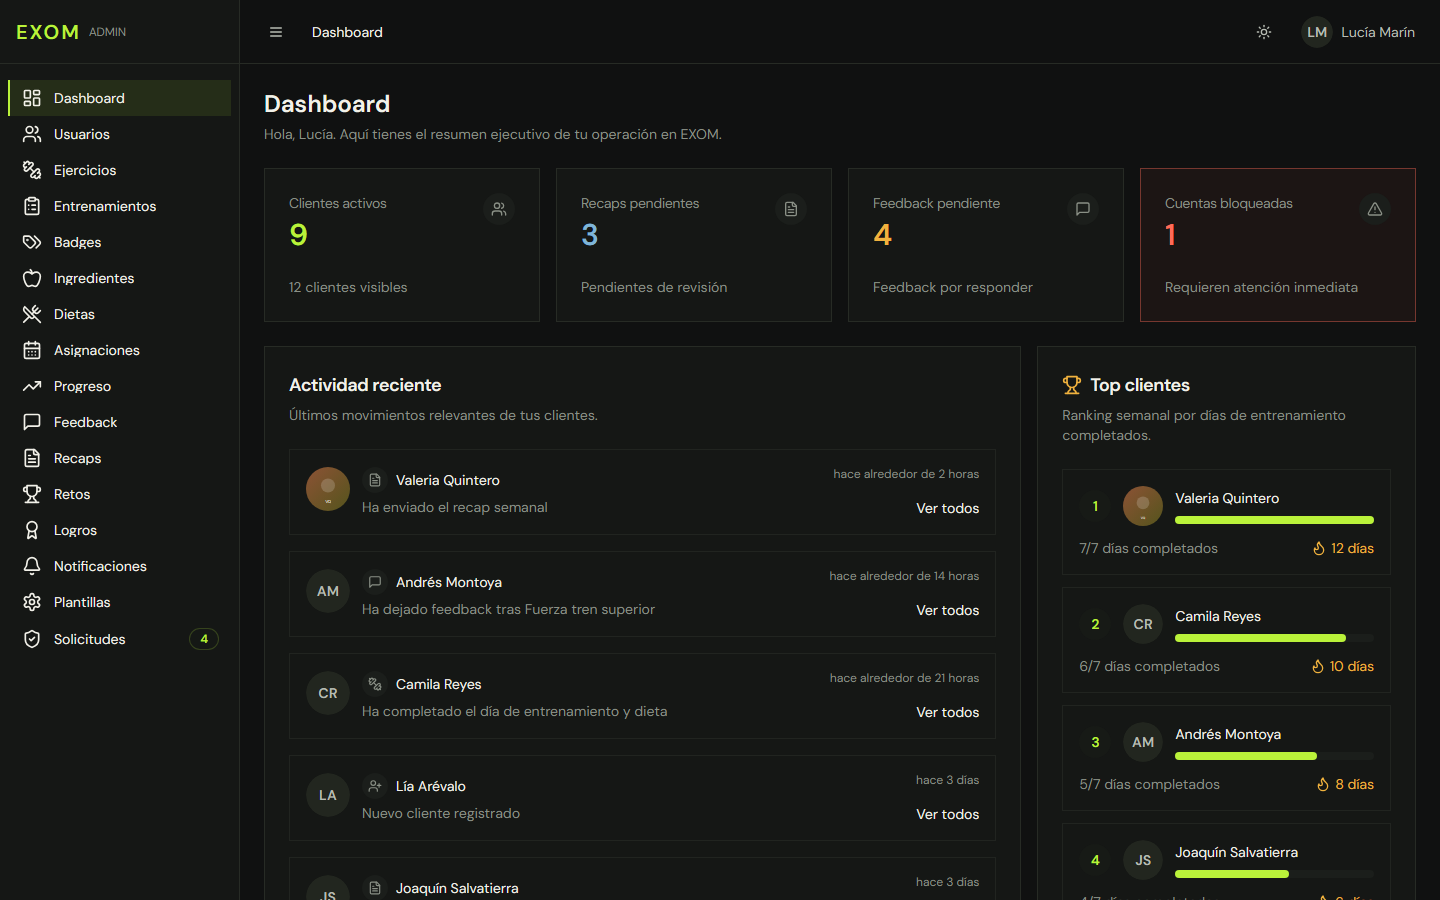 EXOM ADMIN
Dashboard
LM Lucía Marín
Dashboard
Usuarios
Ejercicios
Entrenamientos
Badges
Ingredientes
Dietas
Asignaciones
Progreso
Feedback
Recaps
Retos
Logros
Notificaciones
Plantillas
Solicitudes 4
Dashboard
Hola, Lucía. Aquí tienes el resumen ejecutivo de tu operación en EXOM.
Clientes activos
9
12 clientes visibles
Recaps pendientes
3
Pendientes de revisión
Feedback pendiente
4
Feedback por responder
Cuentas bloqueadas
1
Requieren atención inmediata
Actividad reciente
Últimos movimientos relevantes de tus clientes.
Valeria Quintero
hace alrededor de 2 horas
Ha enviado el recap semanal
Ver todos
AM
Andrés Montoya
hace alrededor de 14 horas
Ha dejado feedback tras Fuerza tren superior
Ver todos
CR
Camila Reyes
hace alrededor de 21 horas
Ha completado el día de entrenamiento y dieta
Ver todos
LA
Lía Arévalo
hace 3 días
Nuevo cliente registrado
Ver todos
JS
Joaquín Salvatierra
hace 3 días
Top clientes
Ranking semanal por días de entrenamiento
completados.
1
Valeria Quintero
7/7 días completados
12 días
2
CR
Camila Reyes
6/7 días completados
10 días
3
AM
Andrés Montoya
5/7 días completados
8 días
4
JS
Joaquín Salvatierra